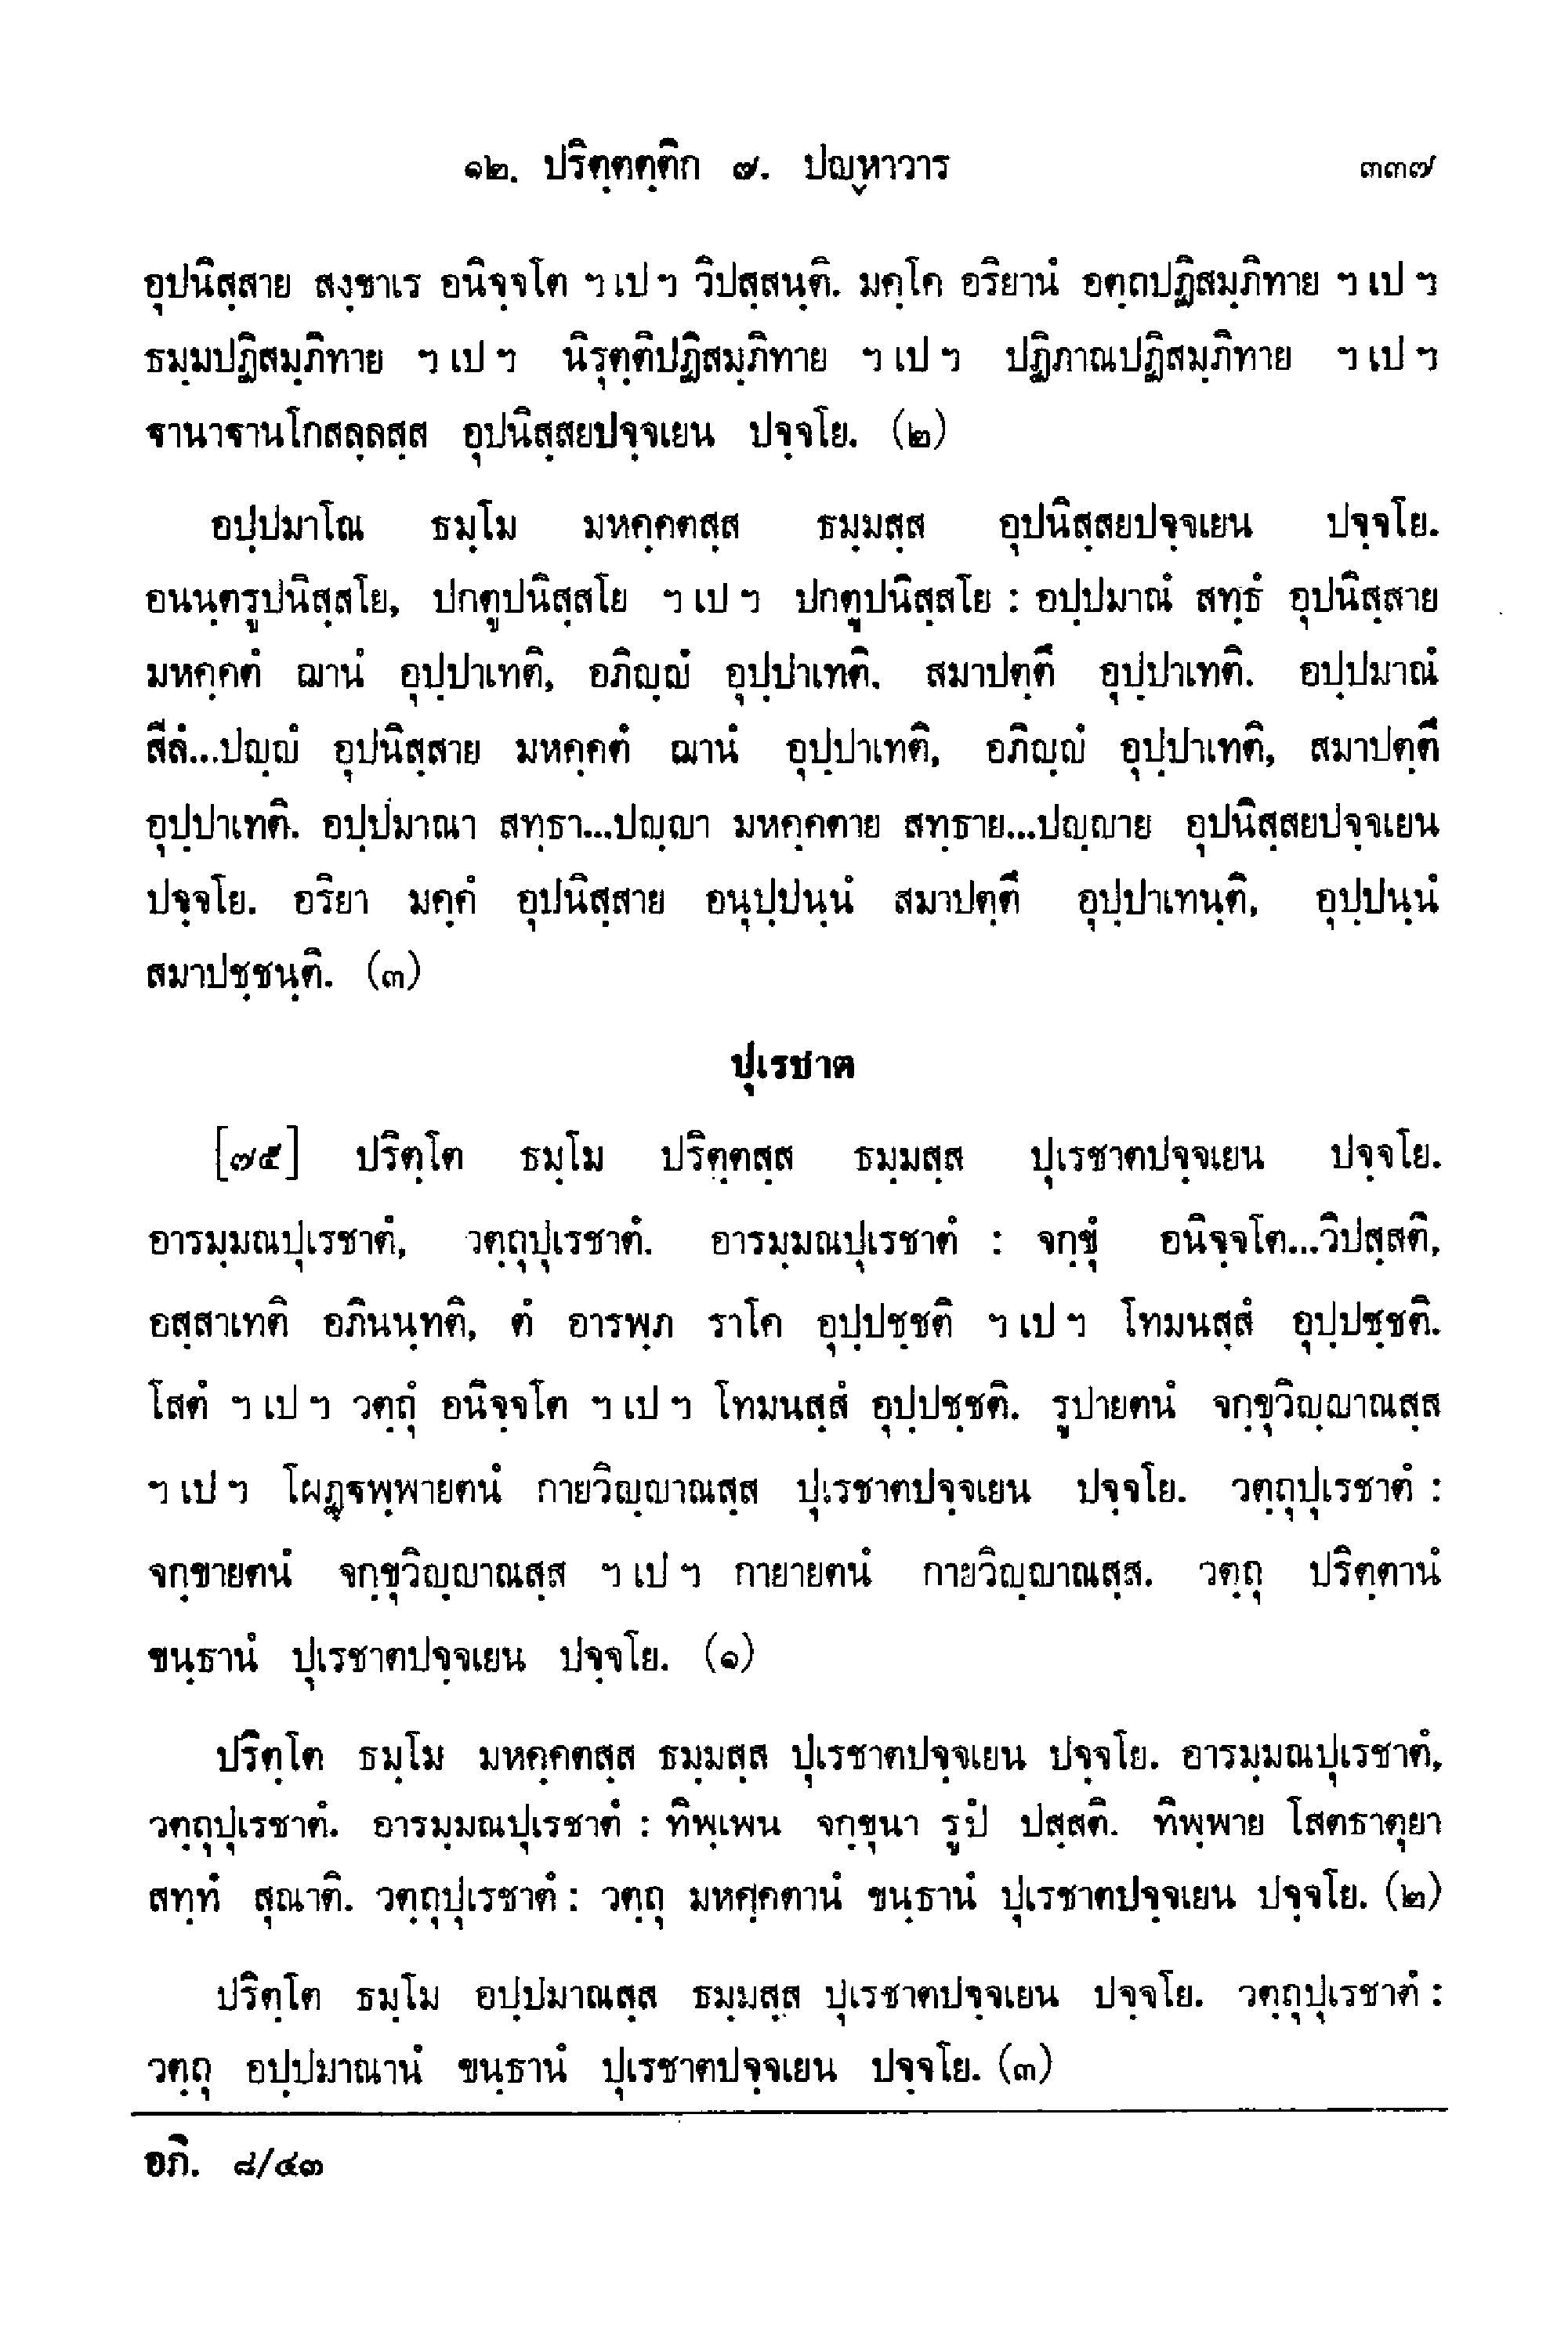 ๑๒. ปริตฺตตฺติก ๗. ปญฺหาวาร ๓๓๗
อุปนิสฺสาย สงฺขาเร อนิจฺจโต ฯ เป ฯ วิปสฺสนฺติ. มคฺโค อริยานํ อตฺถปฏิสมฺภิทาย ฯ เป ฯ
ธมฺมปฏิสมฺภิทาย ฯ เป ฯ นิรุตฺติปฏิสมฺภิทาย ฯ เป ฯ ปฏิภาณปฏิสมฺภิทาย ฯ เป ฯ
ฐานาฐานโกสลฺลสฺส อุปนิสฺสยปจฺจเยน ปจฺจโย. (๒)
อปฺปมาโณ ธมฺโม มหคฺคตสฺส ธมฺมสฺส อุปนิสฺสยปจฺจเยน ปจฺจโย.
อนนฺตรูปนิสฺสโย, ปกตูปนิสฺสโย ฯ เป ฯ ปกตูปนิสฺสโย : อปฺปมาณํ สทฺธํ อุปนิสฺสาย
มหคฺคตํ ฌานํ อุปฺปาเทติ, อภิญฺญํ อุปฺปาเทติ, สมาปตฺตึ อุปฺปาเทติ. อปฺปมาณํ
สีลํ...ปญฺญํ อุปนิสฺสาย มหคฺคตํ ฌานํ อุปฺปาเทติ, อภิญฺญํ อุปฺปาเทติ, สมาปตฺตึ
อุปฺปาเทติ. อปฺปมาณา สทฺธา...ปญฺญา มหคฺคตาย สทฺธาย...ปญฺญาย อุปนิสฺสยปจฺจเยน
ปจฺจโย. อริยา มคฺคํ อุปนิสฺสาย อนุปฺปนฺนํ สมาปตฺตึ อุปฺปาเทนฺติ, อุปฺปนฺนํ
สมาปชฺชนฺติ. (๓)
ปุเรชาต
[๗๕] ปริตฺโต ธมฺโม ปริตฺตสฺส ธมฺมสฺส ปุเรชาตปจฺจเยน ปจฺจโย.
อารมฺมณปุเรชาตํ, วตฺถุปุเรชาตํ. อารมฺมณปุเรชาตํ : จกฺขุํ อนิจฺจโต...วิปสฺสติ,
อสฺสาเทติ อภินนฺทติ, ตํ อารพฺภ ราโค อุปฺปชฺชติ ฯ เป ฯ โทมนสฺสํ อุปฺปชฺชติ.
โสตํ ฯ เป ฯ วตฺถุํ อนิจฺจโต ฯ เป ฯ โทมนสฺสํ อุปฺปชฺชติ. รูปายตนํ จกฺขุวิญฺญาณสฺส
ฯ เป ฯ โผฏฺฐพฺพายตนํ กายวิญฺญาณสฺส ปุเรชาตปจฺจเยน ปจฺจโย. วตฺถุปุเรชาตํ :
จกฺขายตนํ จกฺขุวิญฺญาณสฺส ฯ เป ฯ กายายตนํ กายวิญฺญาณสฺส. วตฺถุ ปริตฺตานํ
ขนฺธานํ ปุเรชาตปจฺจเยน ปจฺจโย. (๑)
ปริตฺโต ธมฺโม มหคฺคตสฺส ธมฺมสฺส ปุเรชาตปจฺจเยน ปจฺจโย. อารมฺมณปุเรชาตํ,
วตฺถุปุเรชาตํ. อารมฺมณปุเรชาตํ : ทิพฺเพน จกฺขุนา รูปํ ปสฺสติ. ทิพฺพาย โสตธาตุยา
สทฺทํ สุณาติ. วตฺถุปุเรชาตํ : วตฺถุ มหคฺคตานํ ขนฺธานํ ปุเรชาตปจฺจเยน ปจฺจโย. (๒)
ปริตฺโต ธมฺโม อปฺปมาณสฺส ธมฺมสฺส ปุเรชาตปจฺจเยน ปจฺจโย. วตฺถุปุเรชาตํ :
วตฺถุ อปฺปมาณานํ ขนฺธานํ ปุเรชาตปจฺจเยน ปจฺจโย. (๓)
อภิ. ๘/๔๓